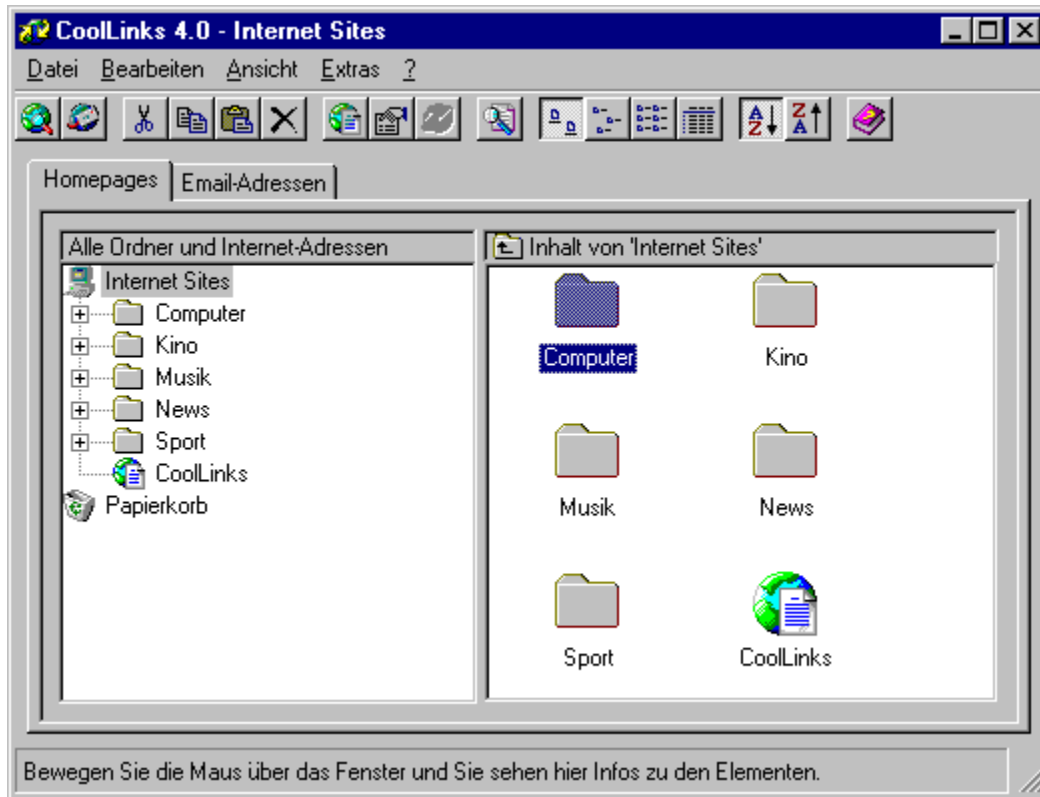 CoolLinks 4.0 - Internet Sites
Datei Bearbeiten Ansicht Extras ?
Homepages Email-Adressen
Alle Ordner und Internet-Adressen
Internet Sites
Computer
Kino
Musik
News
Sport
CoolLinks
Papierkorb
Inhalt von 'Internet Sites'
Computer Kino
Musik News
Sport CoolLinks
Bewegen Sie die Maus über das Fenster und Sie sehen hier Infos zu den Elementen.